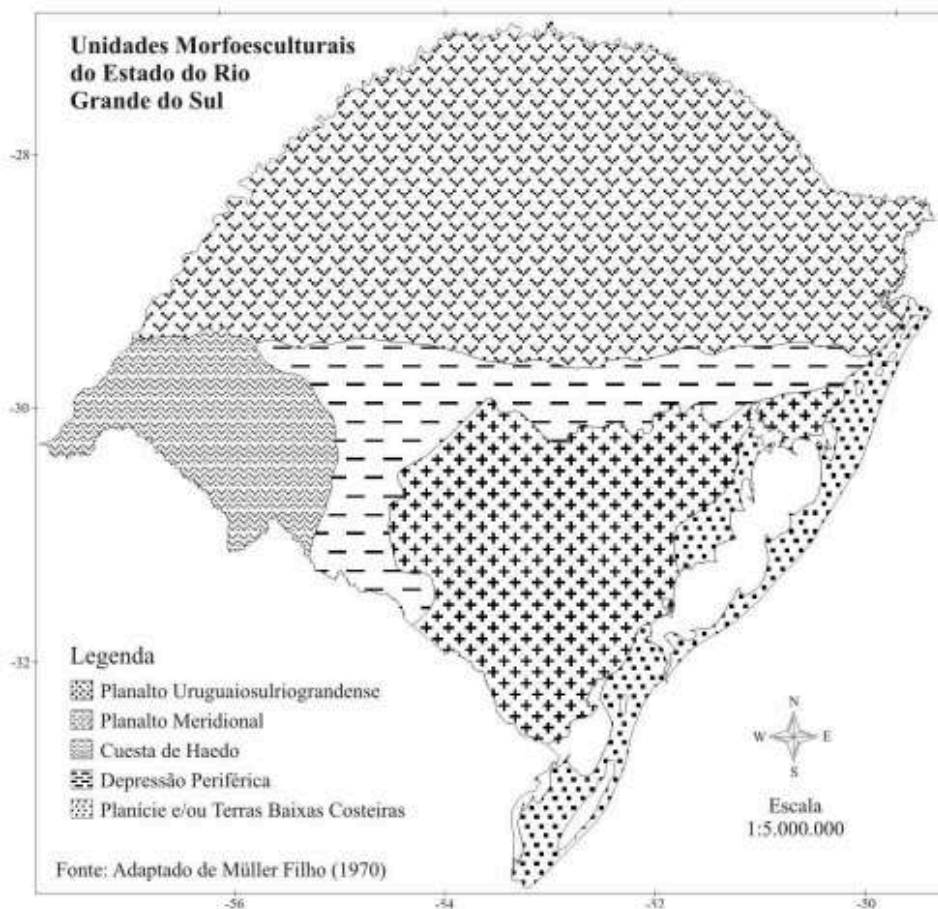 Unidades Morfoesculturais
do Estado do Rio
Grande do Sul
-28
-30
-32
Legenda
Planalto Uruguaiosulriograndense
Planalto Meridional
Cuesta de Haedo
Depressão Periférica
Planície e/ou Terras Baixas Costeiras
N
W E
S
Escala
1:5.000.000
Fonte: Adaptado de Müller Filho (1970)
-56 -54 -52 -50